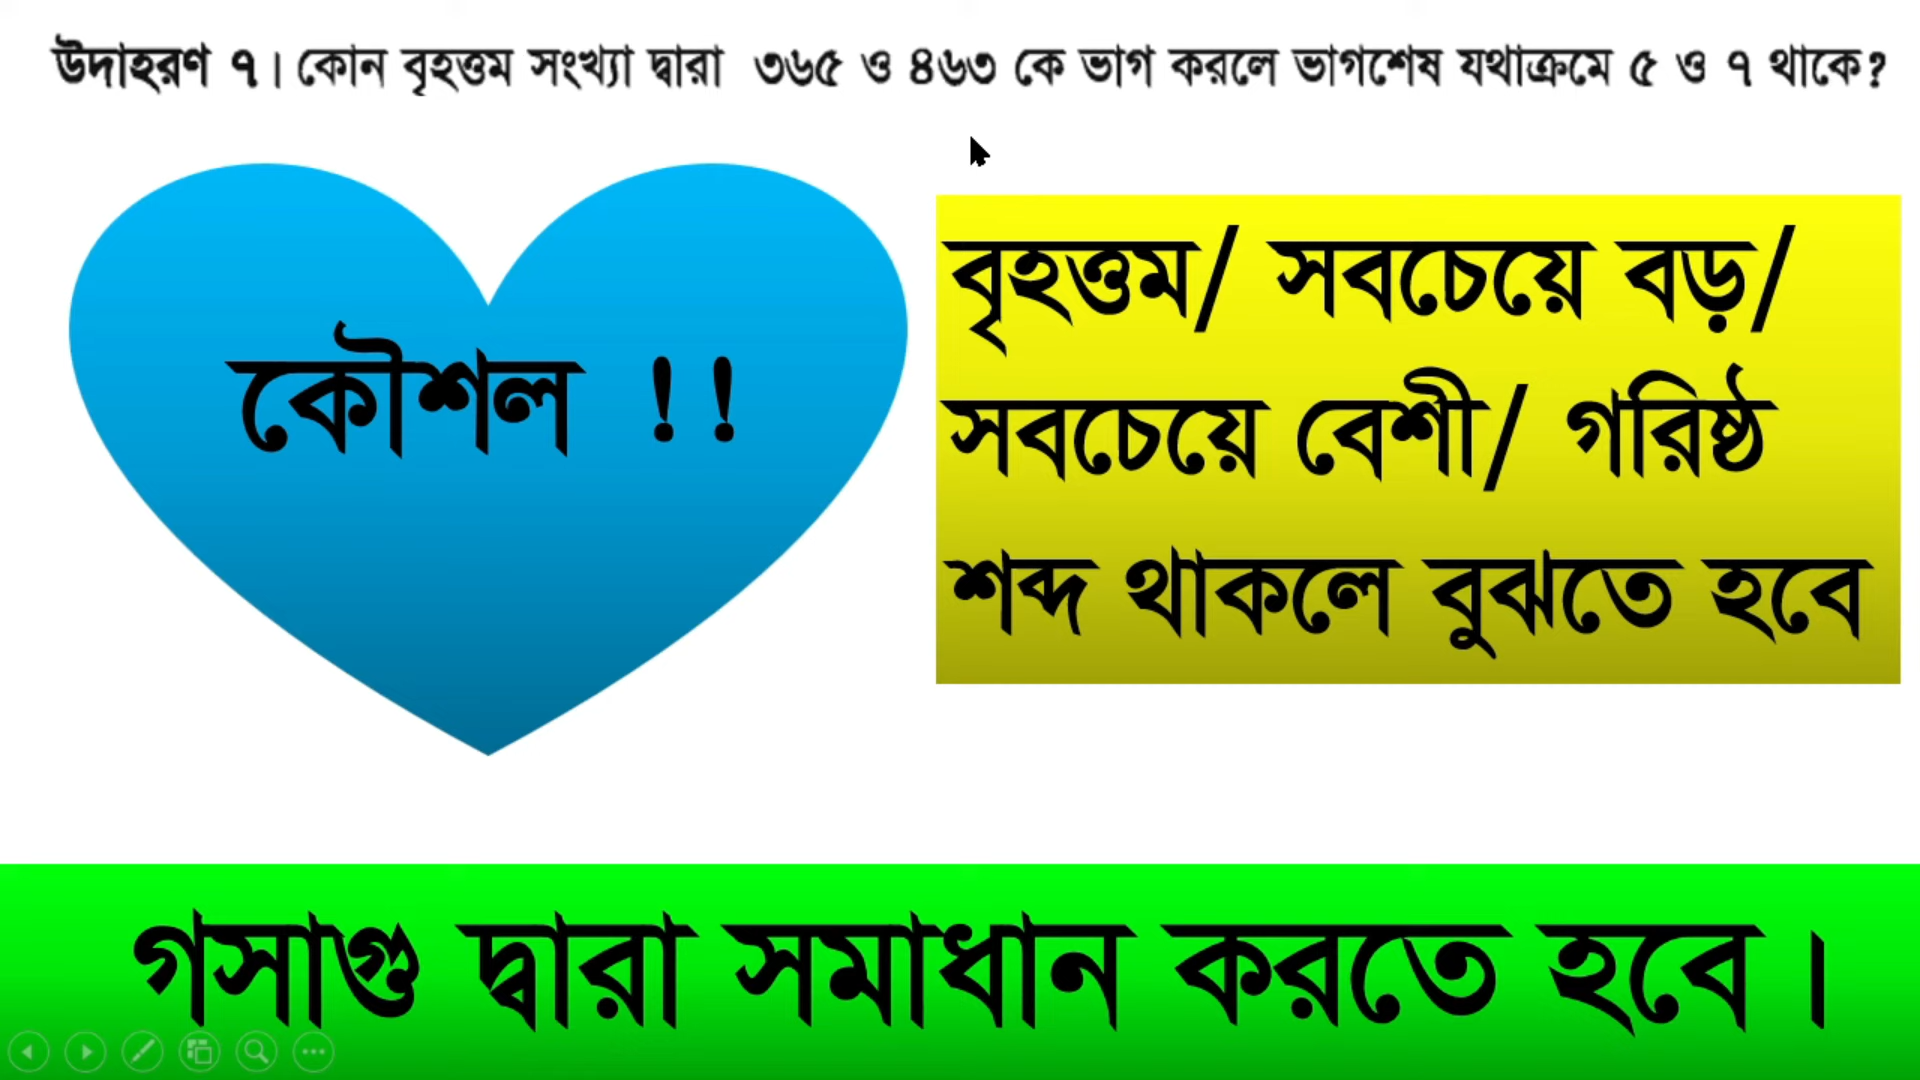 উদাহরণ ৭। কোন বৃহত্তম সংখ্যা দ্বারা ৩৬৫ ও ৪৬৩ কে ভাগ করলে ভাগশেষ যথাক্রমে ৫ ও ৭ থাকে?
কৌশল !!
বৃহত্তম/ সবচেয়ে বড়/
সবচেয়ে বেশী/ গরিষ্ঠ
শব্দ থাকলে বুঝতে হবে
গসাগু দ্বারা সমাধান করতে হবে।